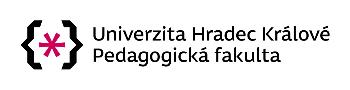 Univerzita Hradec Králové
Pedagogická fakulta